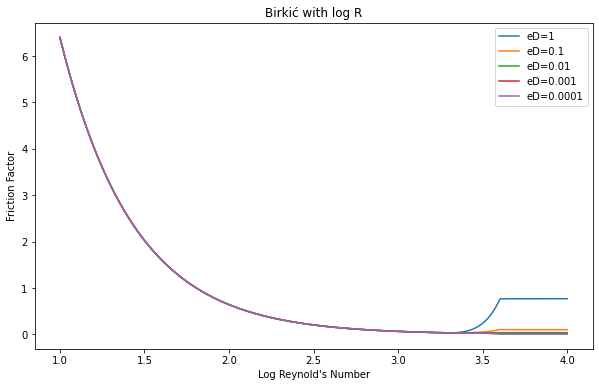 Birkić with log R
eD=1
eD=0.1
eD=0.01
eD=0.001
eD=0.0001
Friction Factor
6
5
4
3
2
1
0
1.0 1.5 2.0 2.5 3.0 3.5 4.0
Log Reynold's Number